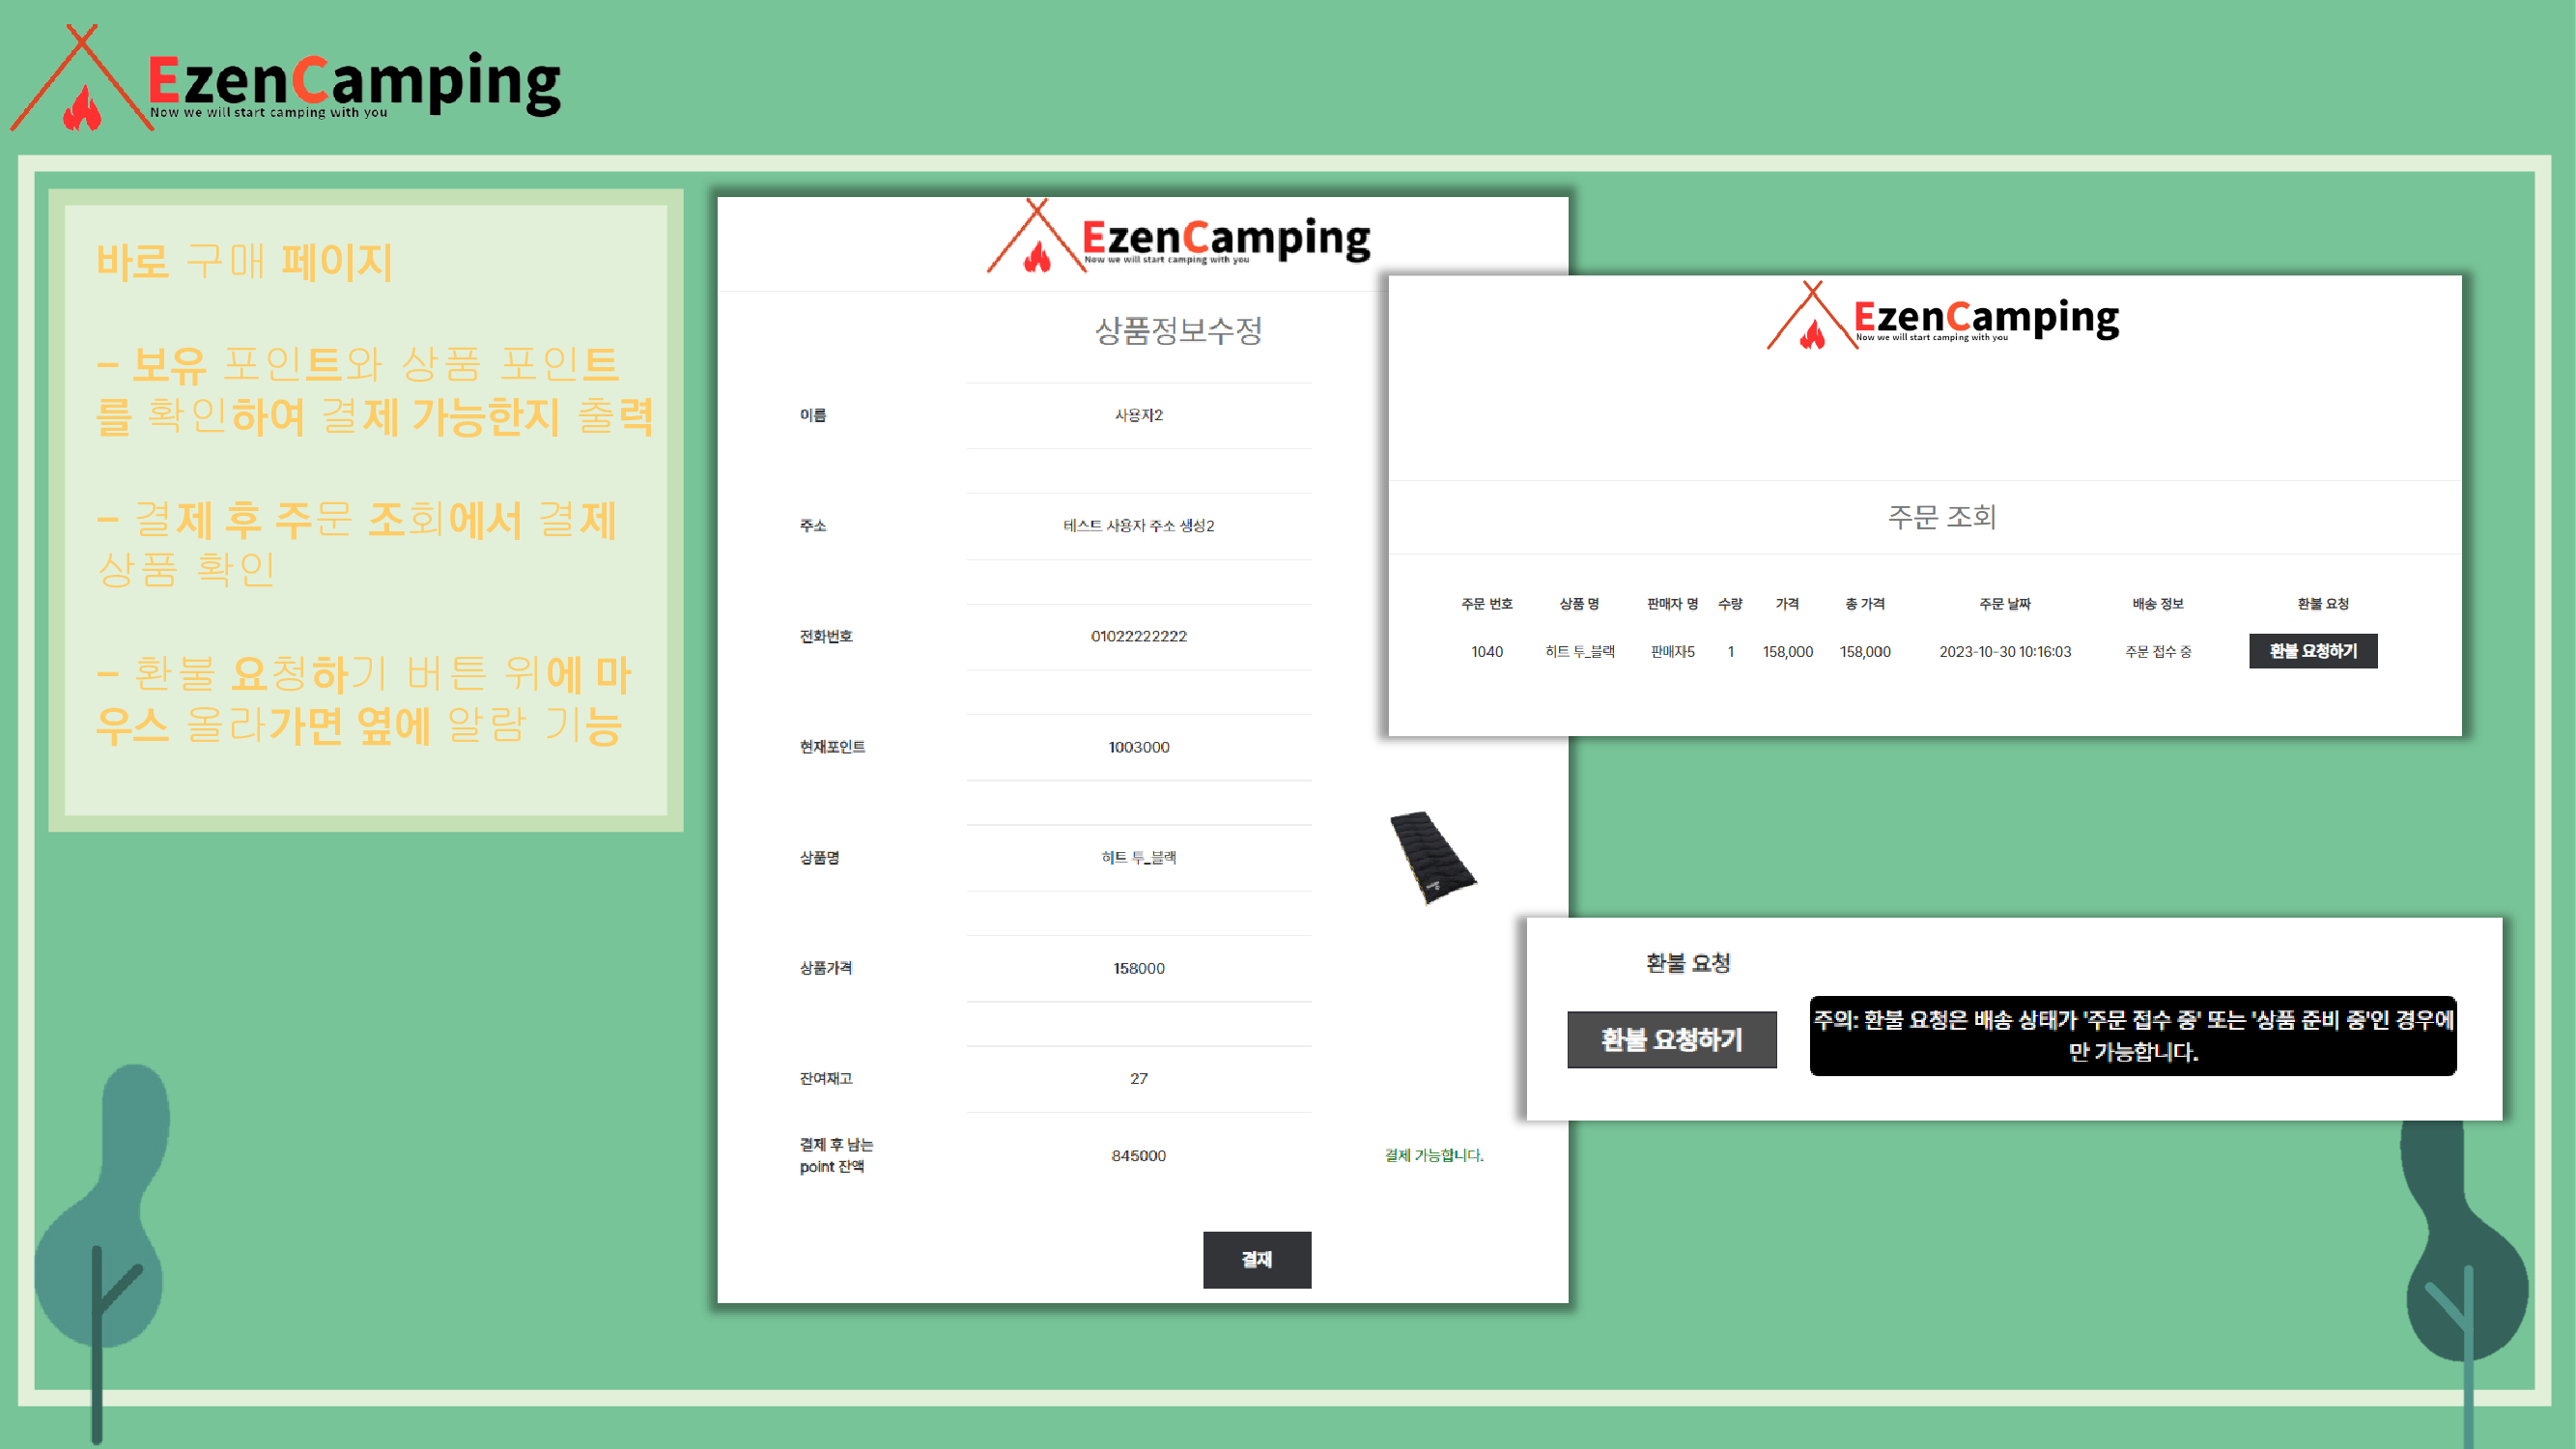 EzenCamping
Now we will start camping with you
바로 구매 페이지
- 보유 포인트와 상품 포인트
를 확인하여 결제 가능한지 출력
- 결제 후 주문 조회에서 결제
상품 확인
- 환불 요청하기 버튼 위에 마
우스 올라가면 옆에 알람 기능
EzenCamping
Now we will start camping with you
상품정보수정
이름 사용자2
주소 테스트 사용자 주소 생성2
전화번호 01022222222
현재포인트 1003000
상품명 히트 투_블랙
상품가격 158000
잔여재고 27
결제 후 남는
point 잔액 845000 결제 가능합니다.
결재
EzenCamping
Now we will start camping with you
주문 조회
주문 번호 상품 명 판매자 명 수량 가격 총 가격 주문 날짜 배송 정보 환불 요청
1040 히트 투_블랙 판매자5 1 158,000 158,000 2023-10-30 10:16:03 주문 접수 중 환불 요청하기
환불 요청
환불 요청하기
주의: 환불 요청은 배송 상태가 '주문 접수 중' 또는 '상품 준비 중'인 경우에
만 가능합니다.